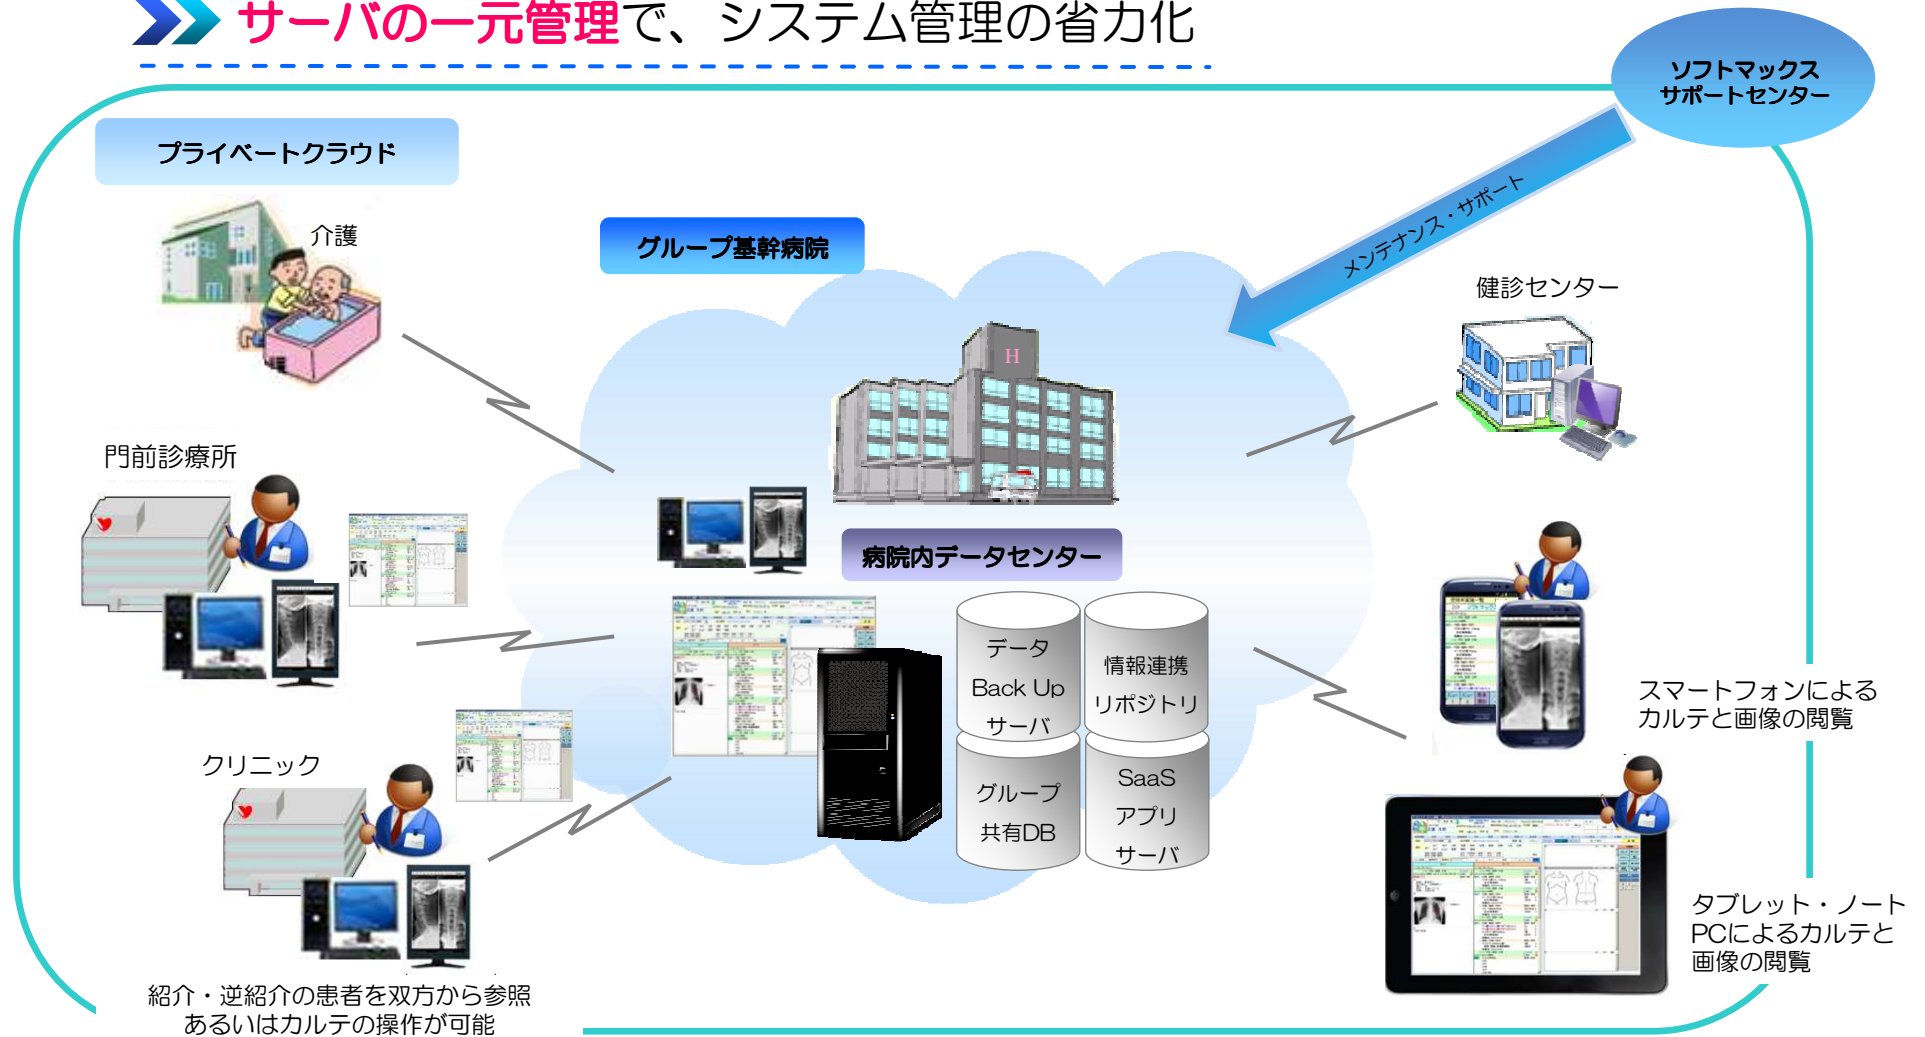 サーバの一元管理で、システム管理の省力化
ソフトマックス
サポートセンター
プライベートクラウド
メンテナンス・サポート
介護
グループ基幹病院
健診センター
H
門前診療所
病院内データセンター
データ
Back Up
サーバ
情報連携
リポジトリ
グループ
共有DB
SaaS
アプリ
サーバ
クリニック
スマートフォンによる
カルテと画像の閲覧
タブレット・ノート
PCによるカルテと
画像の閲覧
紹介・逆紹介の患者を双方から参照
あるいはカルテの操作が可能